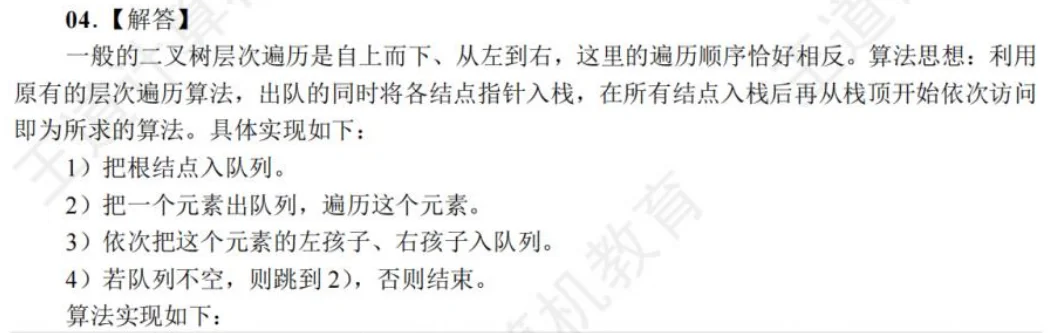 04.【解答】
一般的二叉树层次遍历是自上而下、从左到右，这里的遍历顺序恰好相反。算法思想：利用
原有的层次遍历算法，出队的同时将各结点指针入栈，在所有结点入栈后再从栈顶开始依次访问
即为所求的算法。具体实现如下：
1）把根结点入队列。
2）把一个元素出队列，遍历这个元素。
3）依次把这个元素的左孩子、右孩子入队列。
4）若队列不空，则跳到 2），否则结束。
算法实现如下：